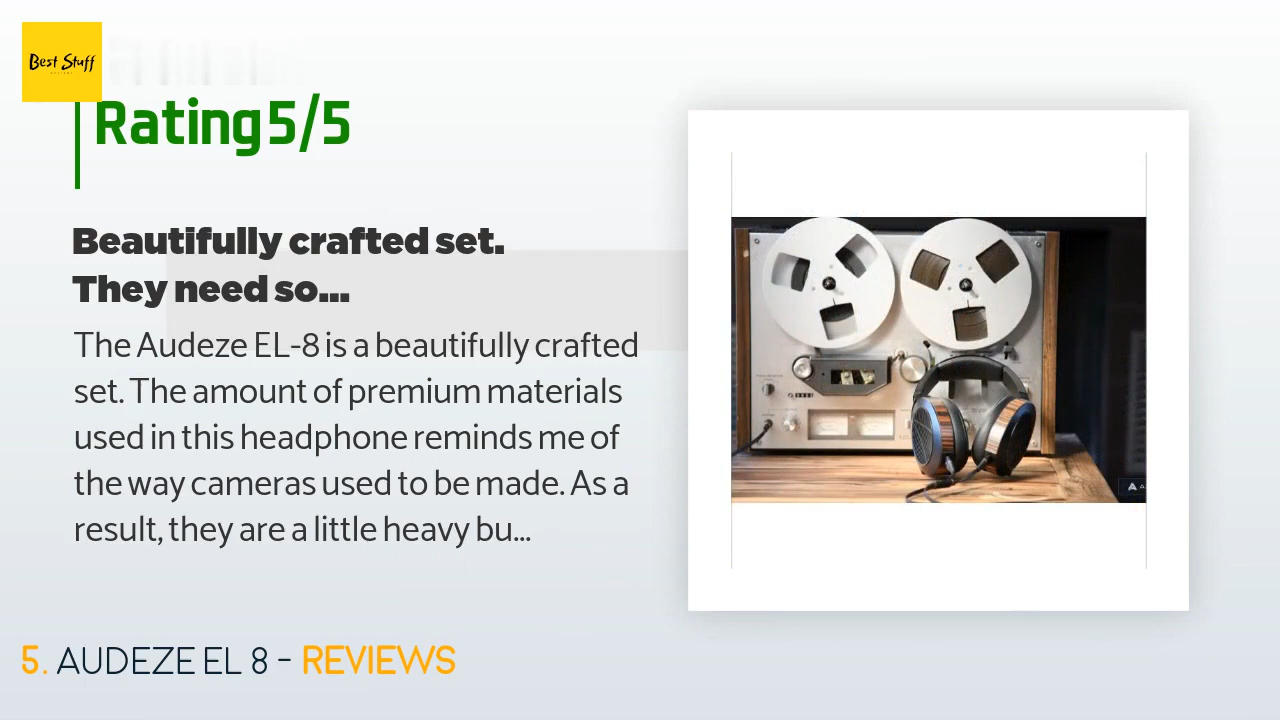 Best Stuff
Rating 5/5
Beautifully crafted set.
They need so...
The Audeze EL-8 is a beautifully crafted
set. The amount of premium materials
used in this headphone reminds me of
the way cameras used to be made. As a
result, they are a little heavy bu...
5. AUDEZE EL 8 - REVIEWS